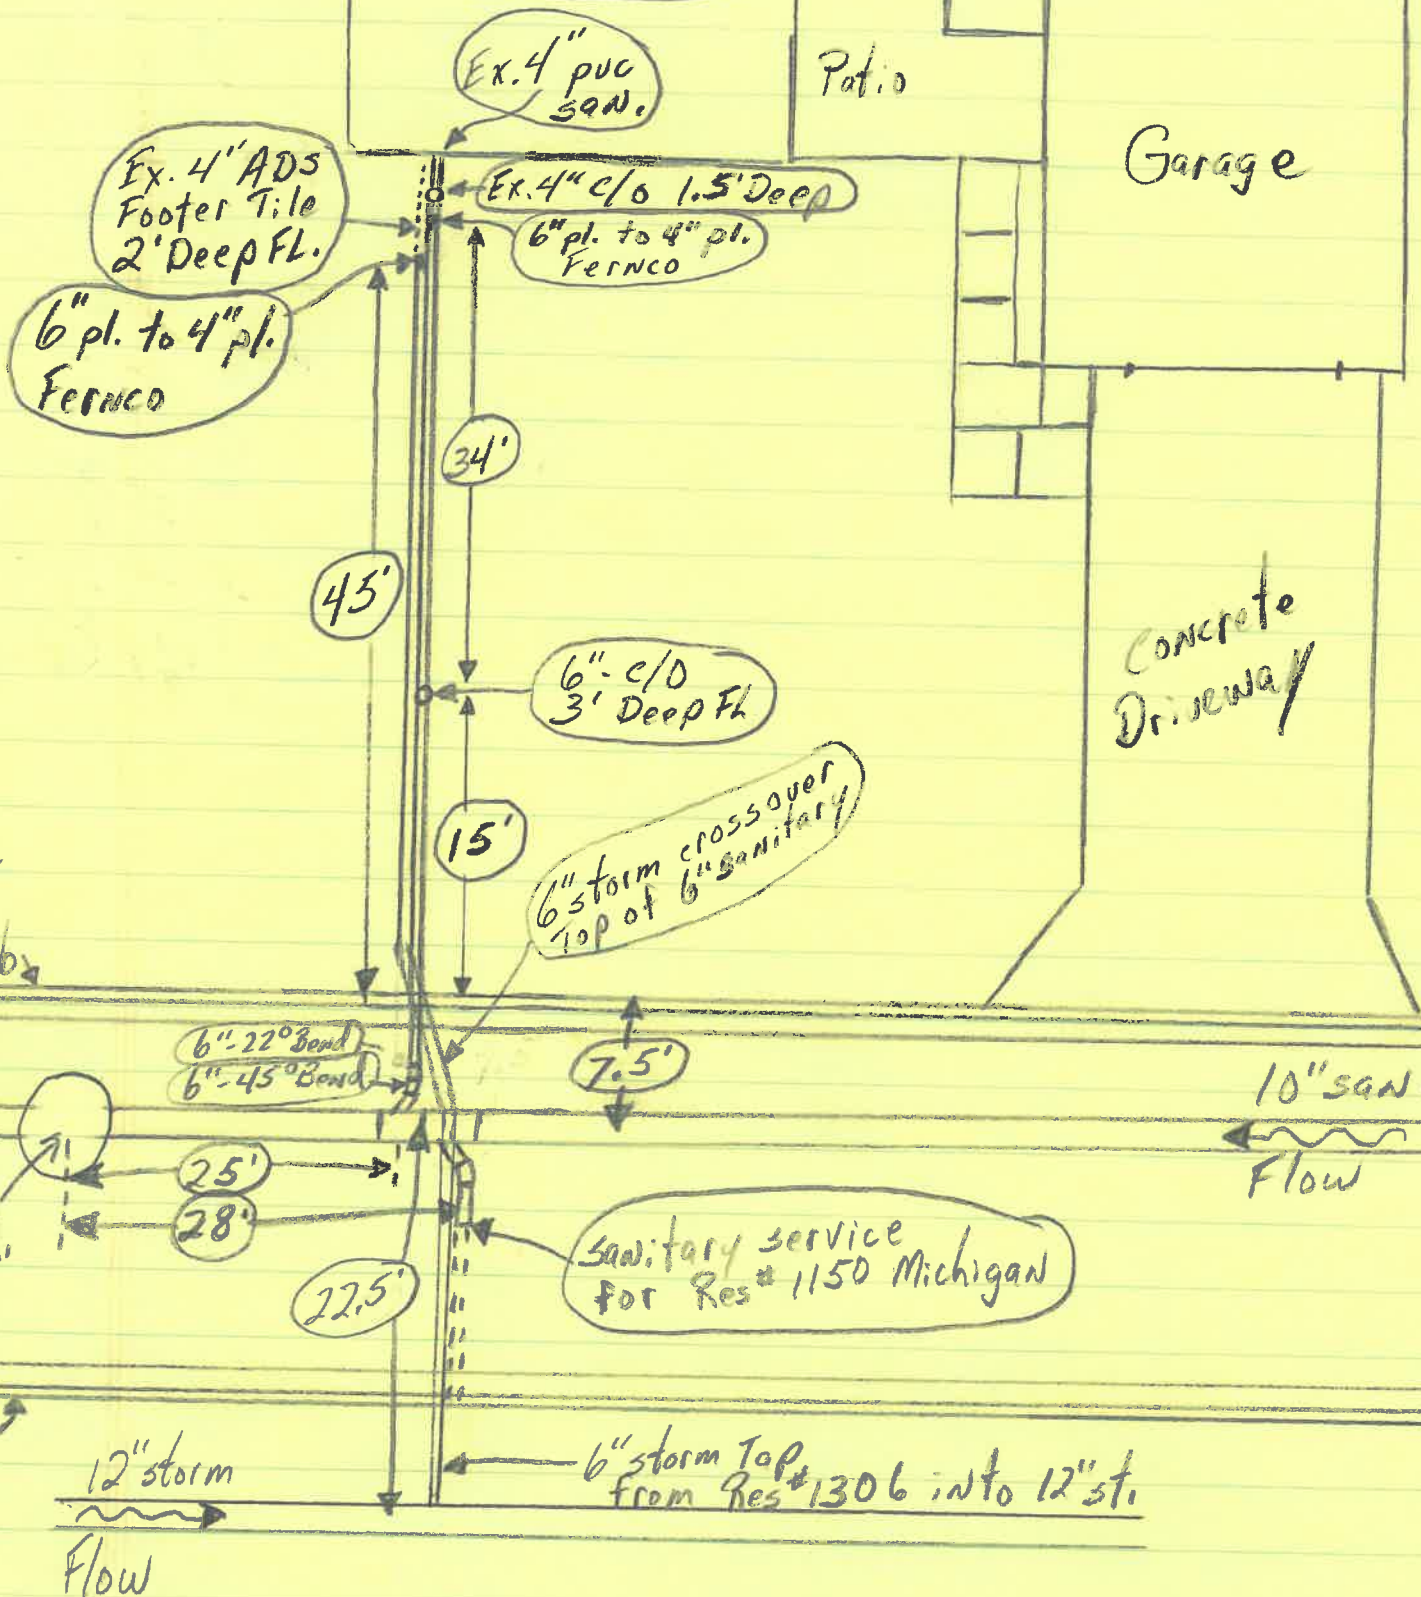 Ex. 4" pvc
san.
Patio
Garage
Ex. 4" ADS
Footer Tile
2' Deep FL.
Ex. 4" c/o 1.5' Deep
6" pl. to 4" pl.
Fernco
6" pl. to 4" pl.
Fernco
34'
45'
6"- c/o
3' Deep FL
Concrete
Driveway
15'
6" storm crossover
Top of 6" sanitary
6"-22° Bend
6"-45° Bend
7.5'
10" san
Flow
25'
28'
22.5'
sanitary service
for Res # 1150 Michigan
12" storm
Flow
6" storm Tap
from Res # 1306 into 12" st.